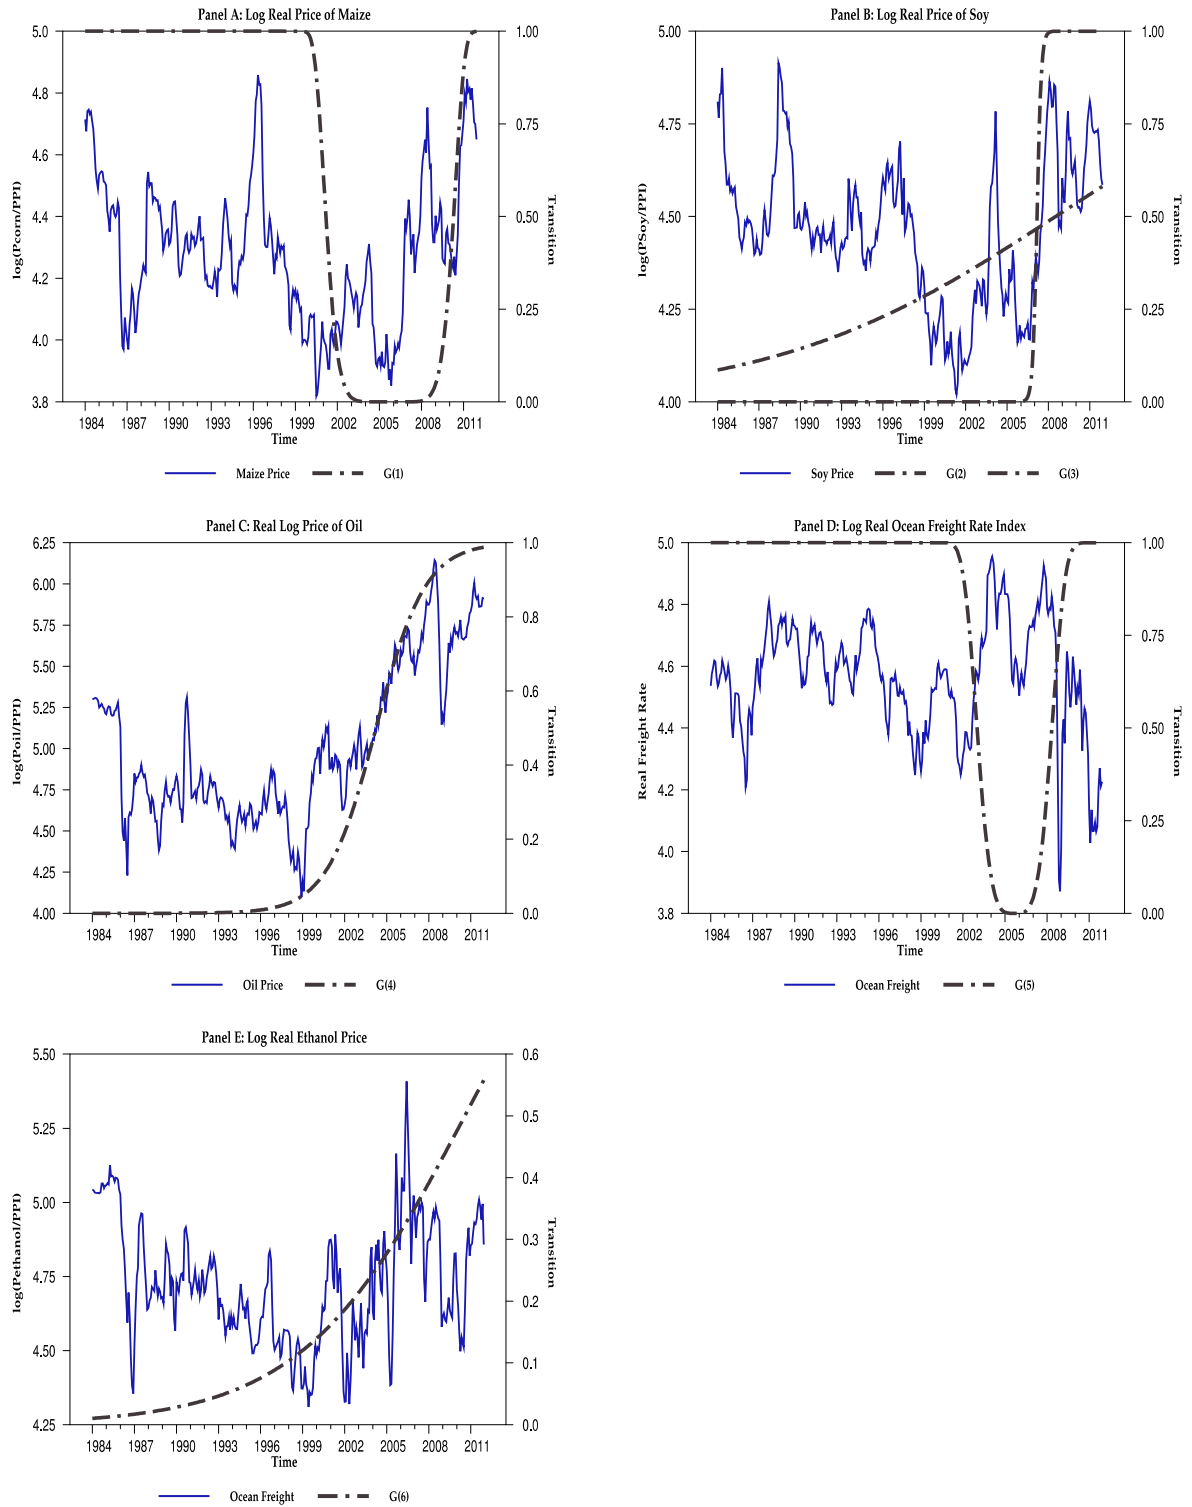 Panel A: Log Real Price of Maize
5.0
4.8
4.6
4.4
4.2
4.0
3.8
log(Pcorn/PPI)
1.00
0.75
0.50
0.25
0.00
Transition
1984 1987 1990 1993 1996 1999 2002 2005 2008 2011
Time
Maize Price G(1)
Panel B: Log Real Price of Soy
5.00
4.75
4.50
4.25
4.00
log(PSoy/PPI)
1.00
0.75
0.50
0.25
0.00
Transition
1984 1987 1990 1993 1996 1999 2002 2005 2008 2011
Time
Soy Price G(2) G(3)
Panel C: Real Log Price of Oil
6.25
6.00
5.75
5.50
5.25
5.00
4.75
4.50
4.25
4.00
log(Poil/PPI)
1.0
0.8
0.6
0.4
0.2
0.0
Transition
1984 1987 1990 1993 1996 1999 2002 2005 2008 2011
Time
Oil Price G(4)
Panel D: Log Real Ocean Freight Rate Index
5.0
4.8
4.6
4.4
4.2
4.0
3.8
Real Freight Rate
1.00
0.75
0.50
0.25
0.00
Transition
1984 1987 1990 1993 1996 1999 2002 2005 2008 2011
Time
Ocean Freight G(5)
Panel E: Log Real Ethanol Price
5.50
5.25
5.00
4.75
4.50
4.25
log(Pethanol/PPI)
0.6
0.5
0.4
0.3
0.2
0.1
0.0
Transition
1984 1987 1990 1993 1996 1999 2002 2005 2008 2011
Time
Ocean Freight G(6)